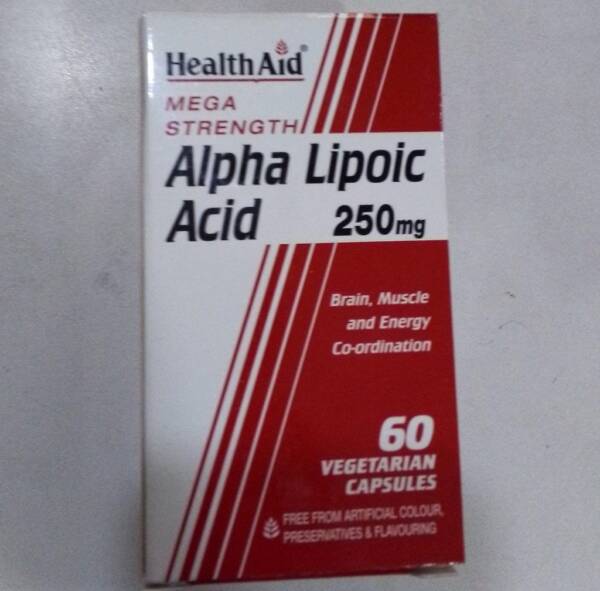 HealthAid®
MEGA
STRENGTH
Alpha Lipoic
Acid 250mg
Brain, Muscle
and Energy
Co-ordination
60
VEGETARIAN
CAPSULES
FREE FROM ARTIFICIAL COLOUR,
PRESERVATIVES & FLAVOURING